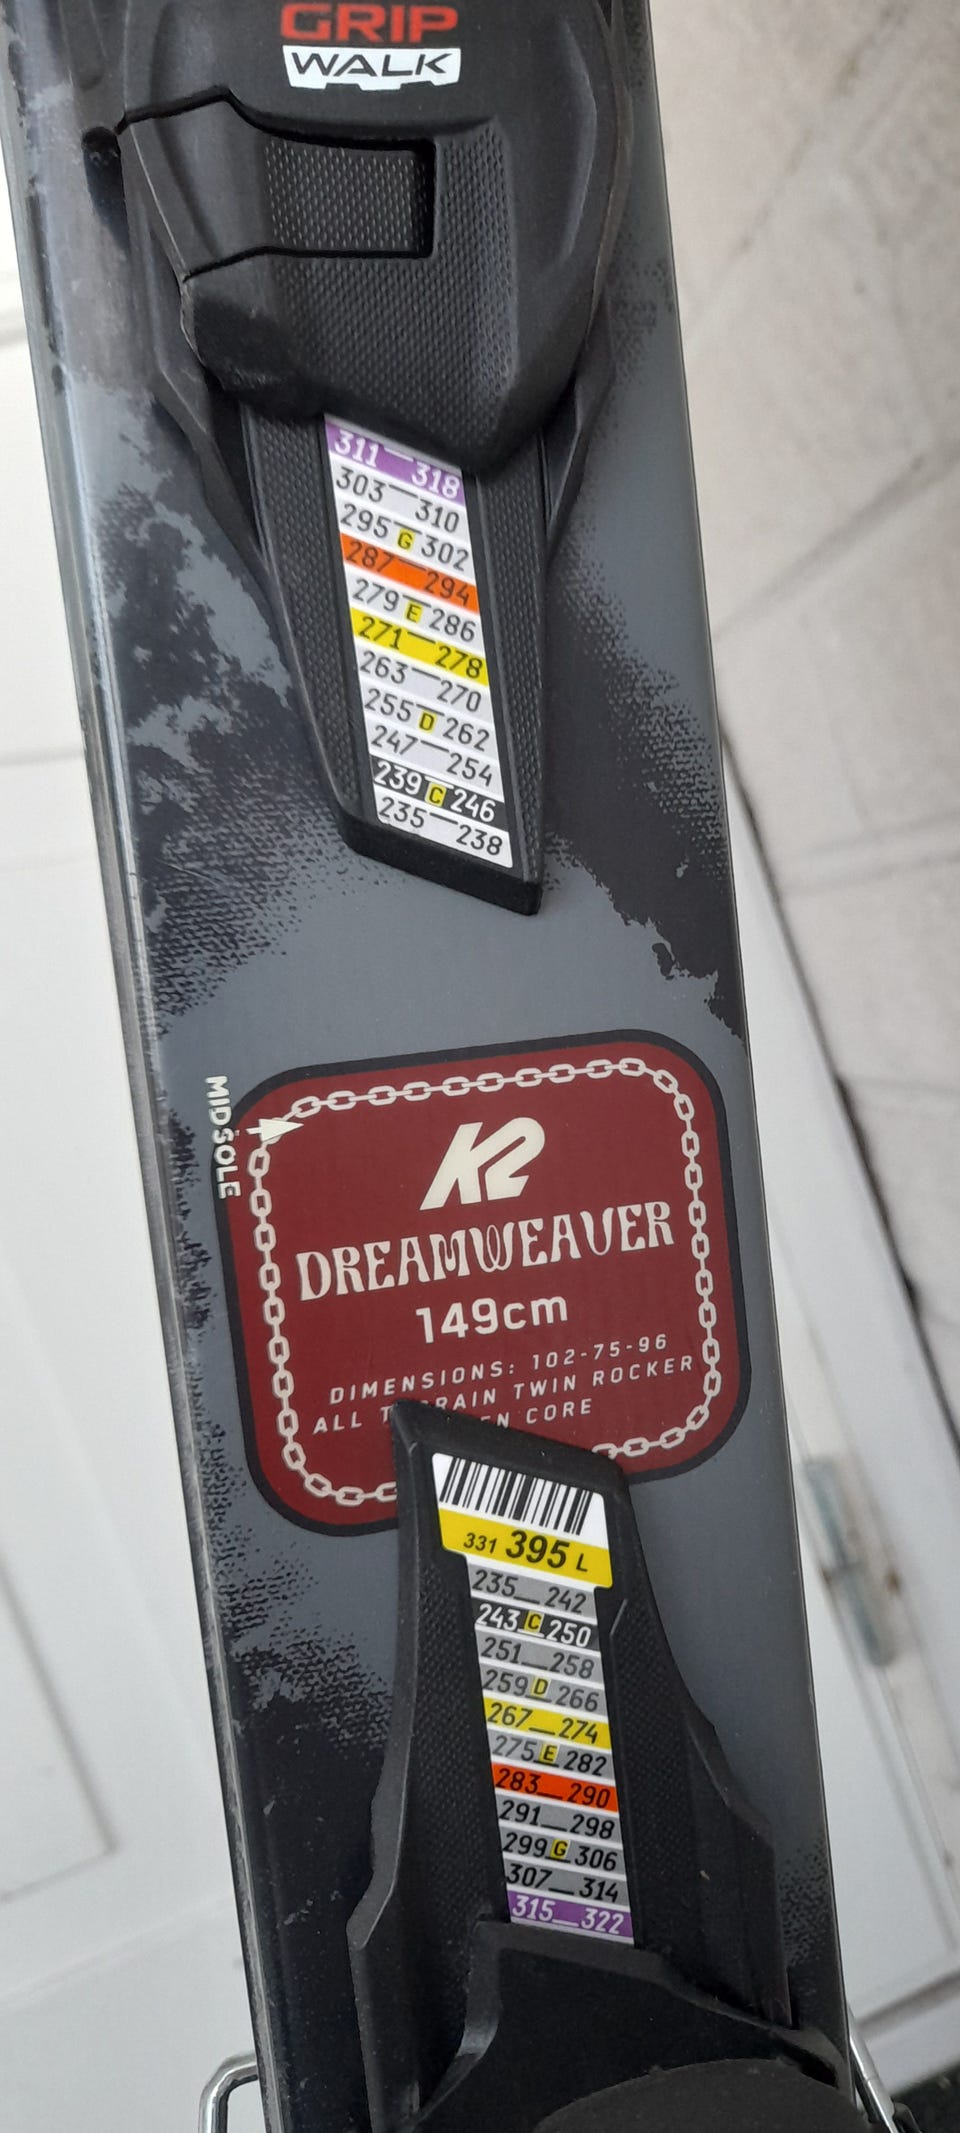 GRIP
WALK
311 318
303 310
295 G 302
287 294
279 E 286
271 278
263 270
255 D 262
247 254
239 C 246
235 238
MIDSOLE
K2
DREAMWEAVER
149cm
DIMENSIONS: 102-75-96
ALL TWIN ROCKER
CORE
331 395 L
235 242
243 C 250
251 258
259 D 266
267 274
275 E 282
283 290
291 298
299 G 306
307 314
315 322